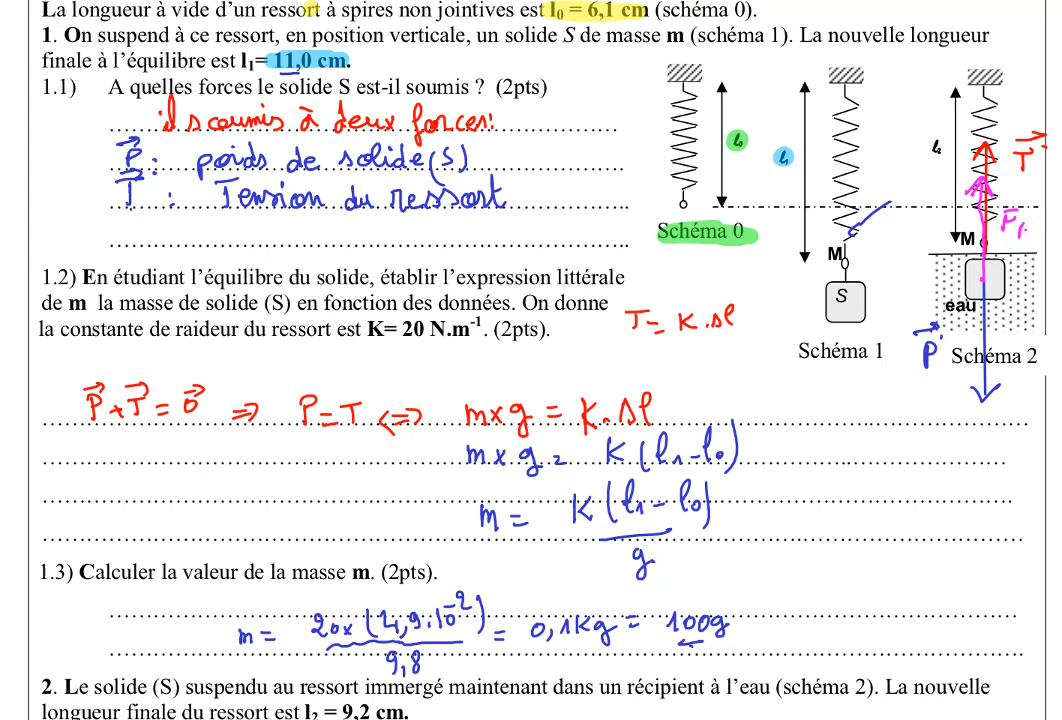 La longueur à vide d'un ressort à spires non jointives est l₀ = 6,1 cm (schéma 0).
1. On suspend à ce ressort, en position verticale, un solide S de masse m (schéma 1). La nouvelle longueur
finale à l'équilibre est l₁= 11,0 cm.
1.1) A quelles forces le solide S est-il soumis ? (2pts)
il soumis à deux forces:
P⃗ : poids de solide (S)
T⃗ : Tension du ressort
l₀
l₁
l₂
T⃗
F₁
Schéma 0
M
S
Schéma 1
M
eau
P⃗
Schéma 2
1.2) En étudiant l'équilibre du solide, établir l'expression littérale
de m la masse de solide (S) en fonction des données. On donne
la constante de raideur du ressort est K= 20 N.m⁻¹. (2pts).
T= K.Δl
P⃗+T⃗=0⃗ ⇒ P=T ⇔ m×g = K.Δl
m×g = K(l₁-l₀)
m = K(l₁-l₀)
g
1.3) Calculer la valeur de la masse m. (2pts).
m = 20×(4,9.10⁻²) = 0,1Kg = 100g
9,8
2. Le solide (S) suspendu au ressort immergé maintenant dans un récipient à l'eau (schéma 2). La nouvelle
longueur finale du ressort est l₂ = 9,2 cm.